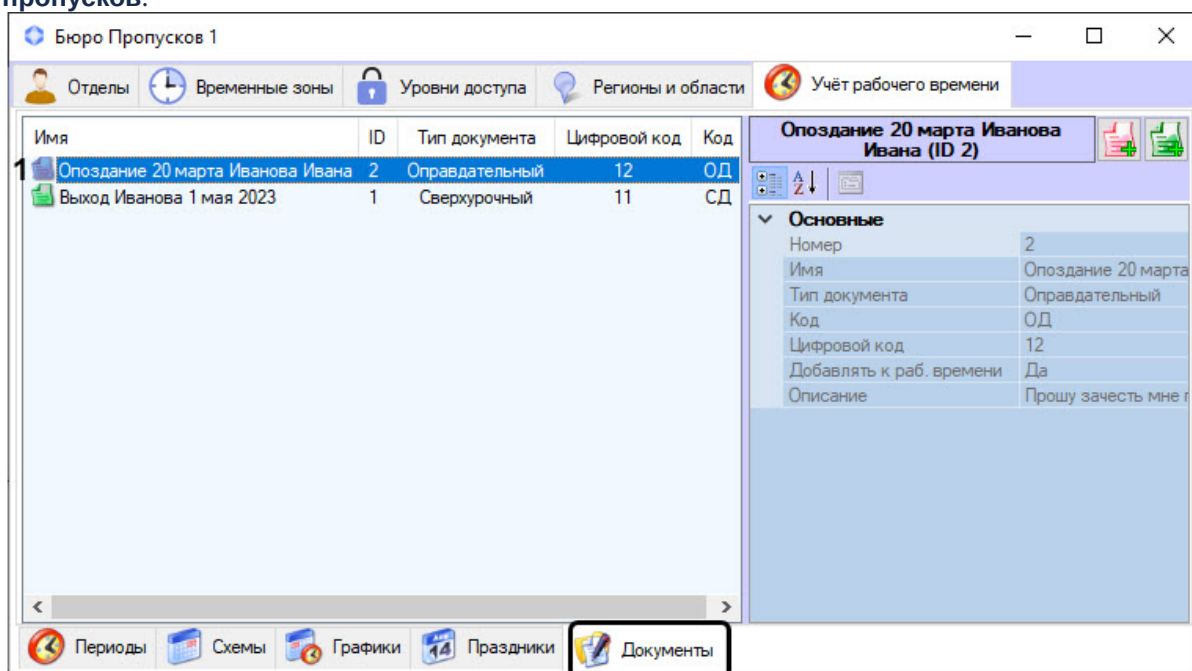 пропусков.
Бюро Пропусков 1
Отделы Временные зоны Уровни доступа Регионы и области Учёт рабочего времени
Имя ID Тип документа Цифровой код Код
1 Опоздание 20 марта Иванова Ивана 2 Оправдательный 12 ОД
Выход Иванова 1 мая 2023 1 Сверхурочный 11 СД
Опоздание 20 марта Иванова
Ивана (ID 2)
Основные
Номер 2
Имя Опоздание 20 марта
Тип документа Оправдательный
Код ОД
Цифровой код 12
Добавлять к раб. времени Да
Описание Прошу зачесть мне
Периоды Схемы Графики 14 Праздники Документы